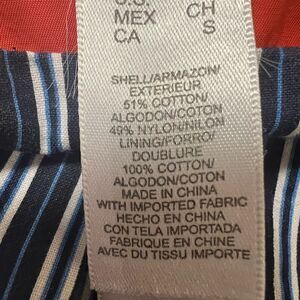 U.S.
MEX CH
CA S
SHELL/ARMAZON/
EXTERIEUR
51% COTTON/
ALGODON/COTON
49% NYLON/NILON
LINING/FORRO/
DOUBLURE
100% COTTON/
ALGODON/COTON
MADE IN CHINA
WITH IMPORTED FABRIC
HECHO EN CHINA
CON TELA IMPORTADA
FABRIQUE EN CHINE
AVEC DU TISSU IMPORTE